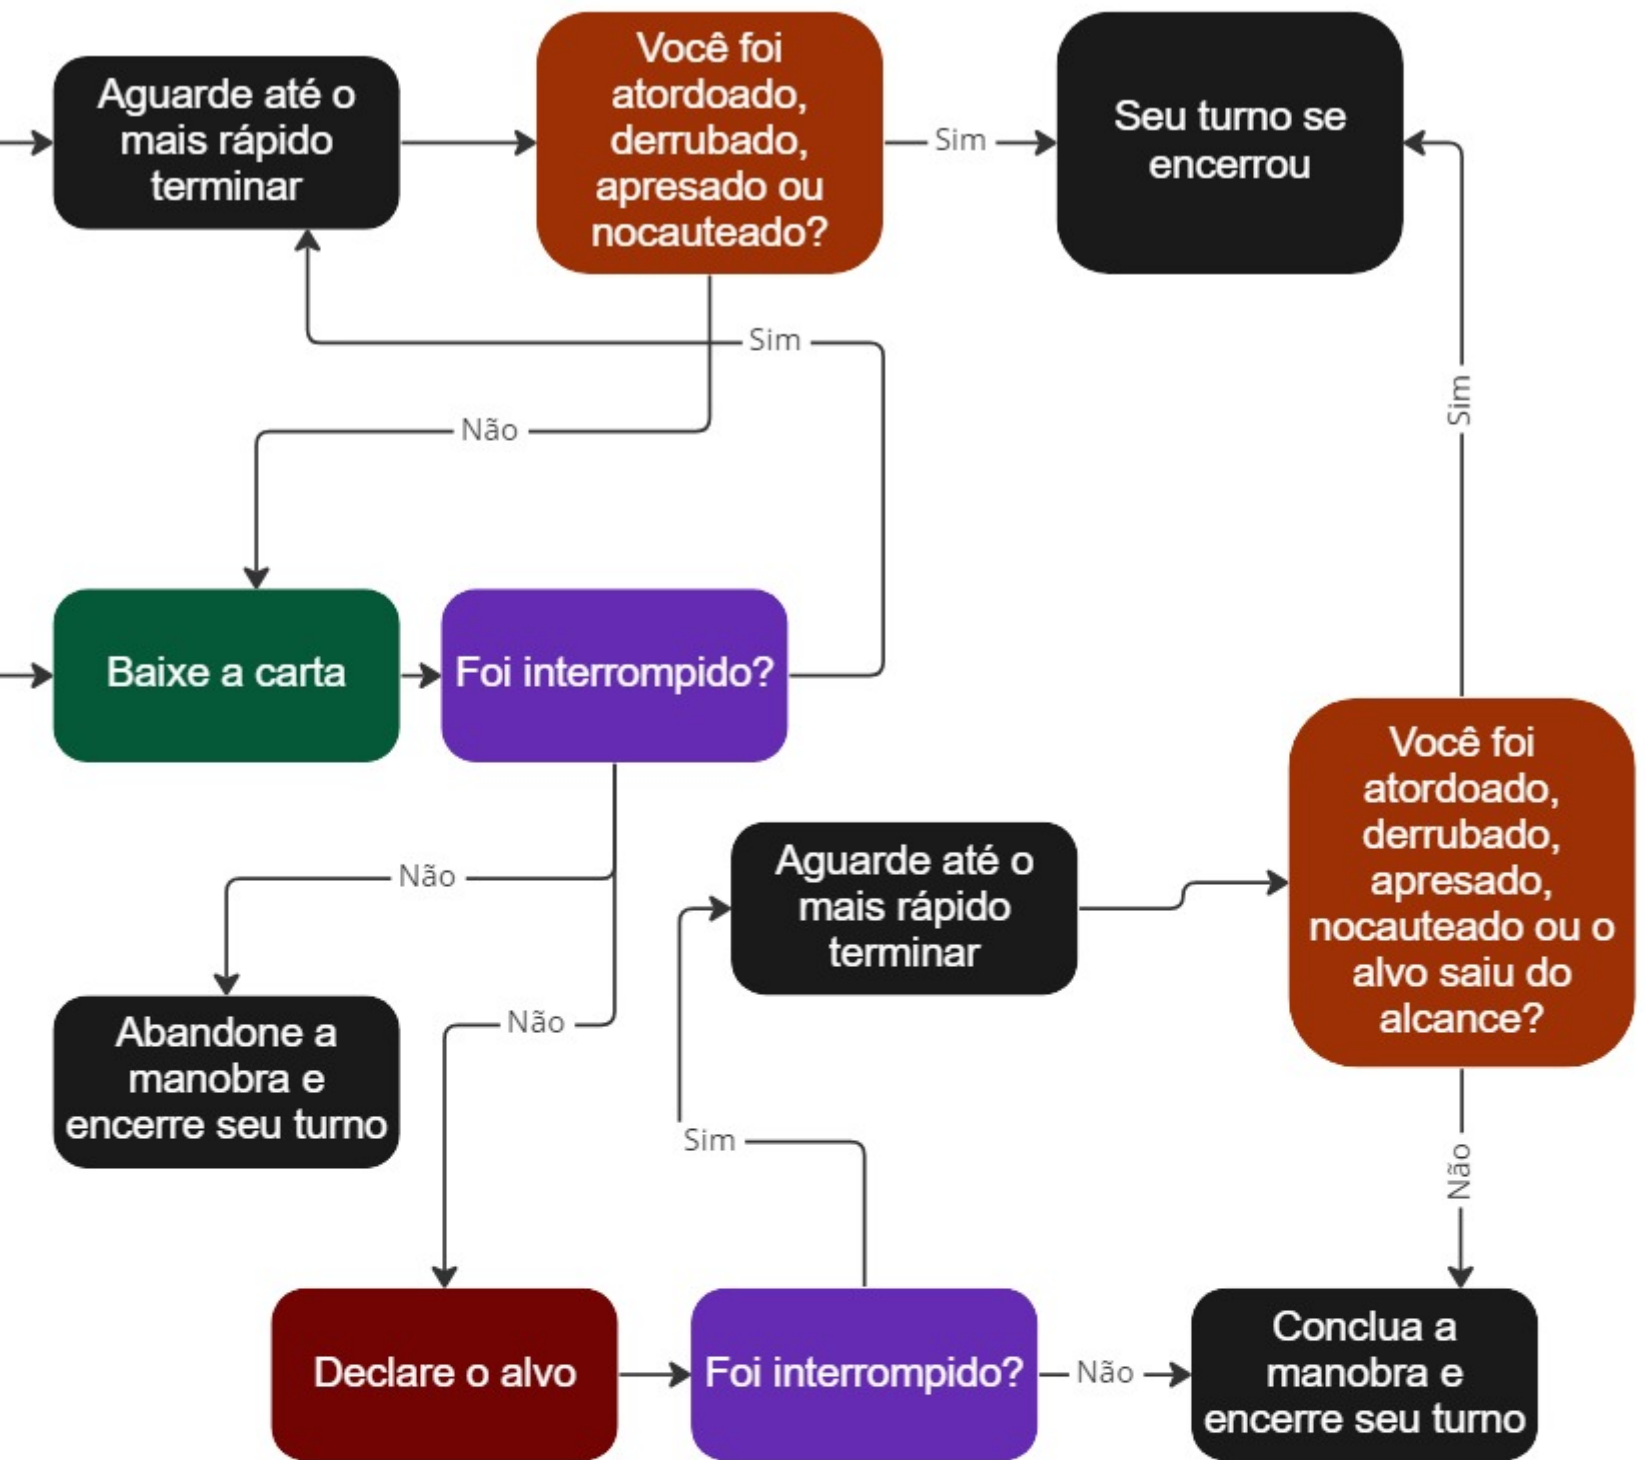 Aguarde até o
mais rápido
terminar
Você foi
atordoado,
derrubado,
apresado ou
nocauteado?
Sim
Seu turno se
encerrou
Sim
Não
Sim
Baixe a carta
Foi interrompido?
Não
Não
Abandone a
manobra e
encerre seu turno
Aguarde até o
mais rápido
terminar
Você foi
atordoado,
derrubado,
apresado,
nocauteado ou o
alvo saiu do
alcance?
Sim
Não
Declare o alvo
Foi interrompido?
Não
Conclua a
manobra e
encerre seu turno